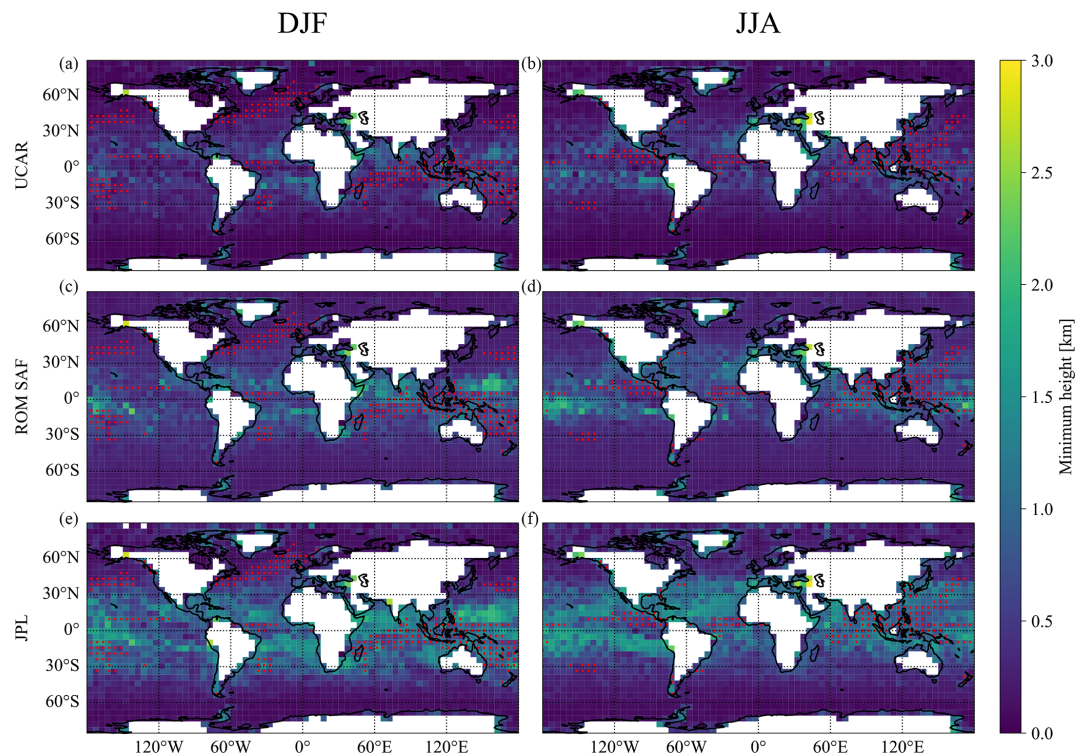 DJF JJA
(a) (b)
60°N
30°N
0°
30°S
60°S
UCAR
(c) (d)
60°N
30°N
0°
30°S
60°S
ROM SAF
(e) (f)
60°N
30°N
0°
30°S
60°S
JPL
120°W 60°W 0° 60°E 120°E 120°W 60°W 0° 60°E 120°E
3.0
2.5
2.0
1.5
1.0
0.5
0.0
Minimum height [km]